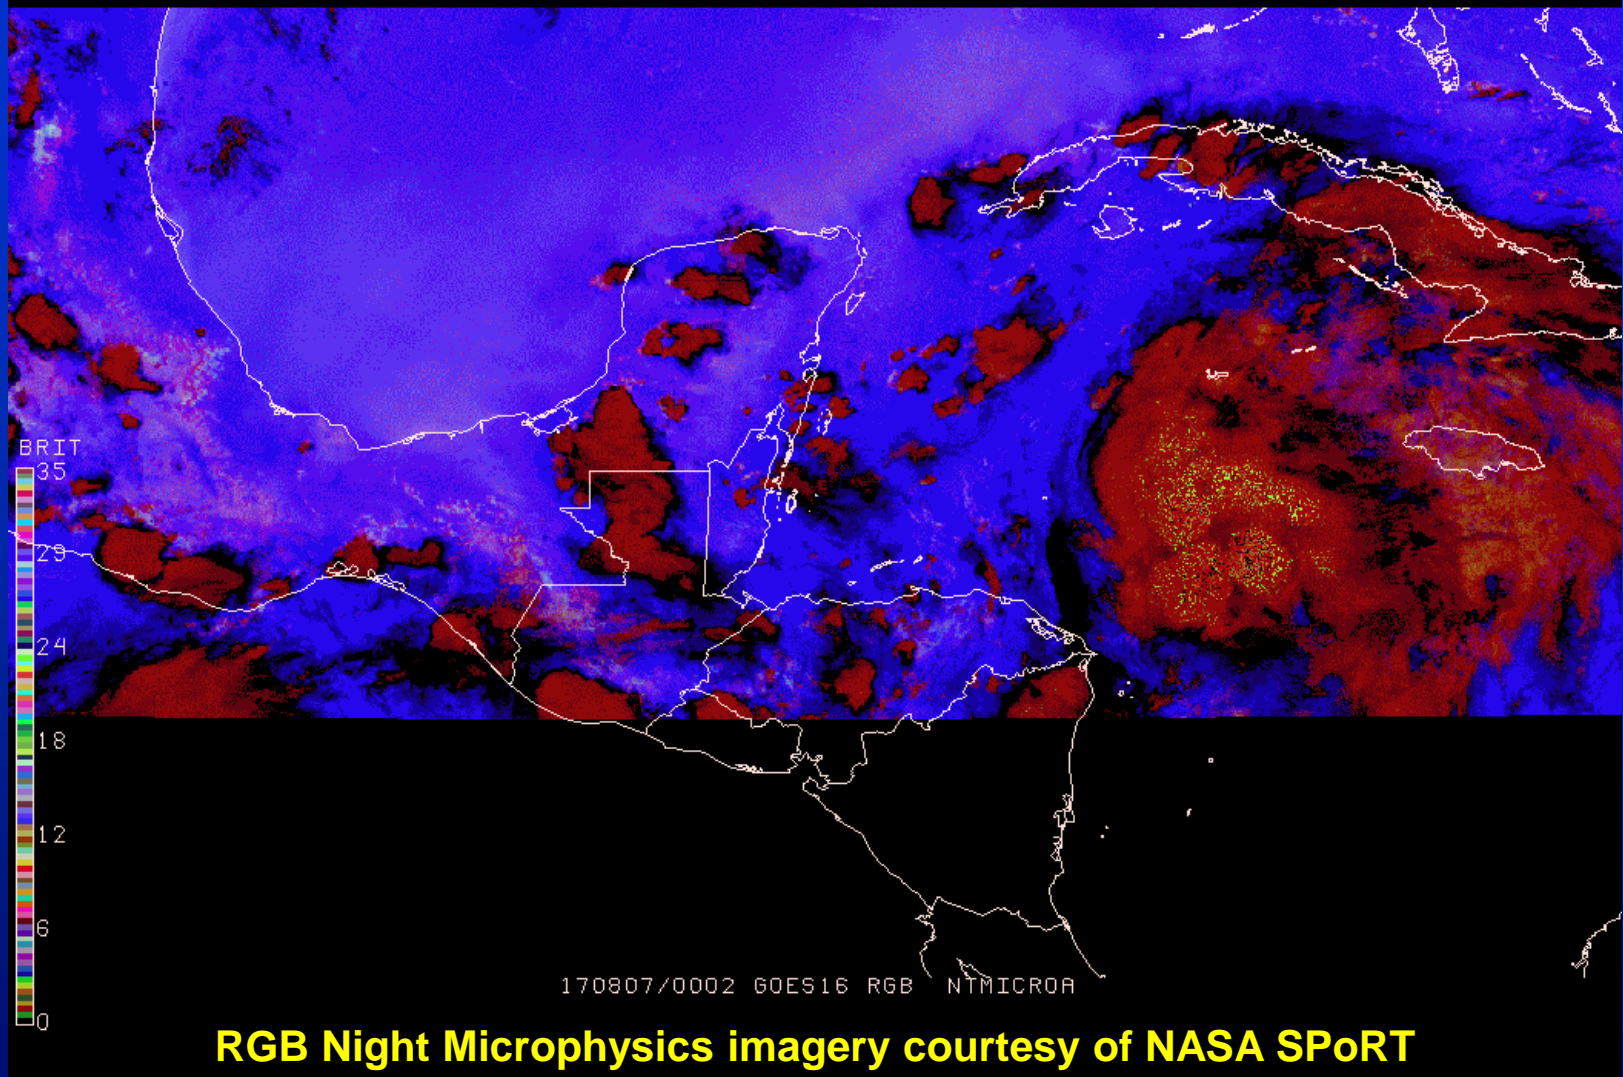 BRIT
35
29
24
18
12
6
0
170807/0002 GOES16 RGB NTMICROA
RGB Night Microphysics imagery courtesy of NASA SPoRT